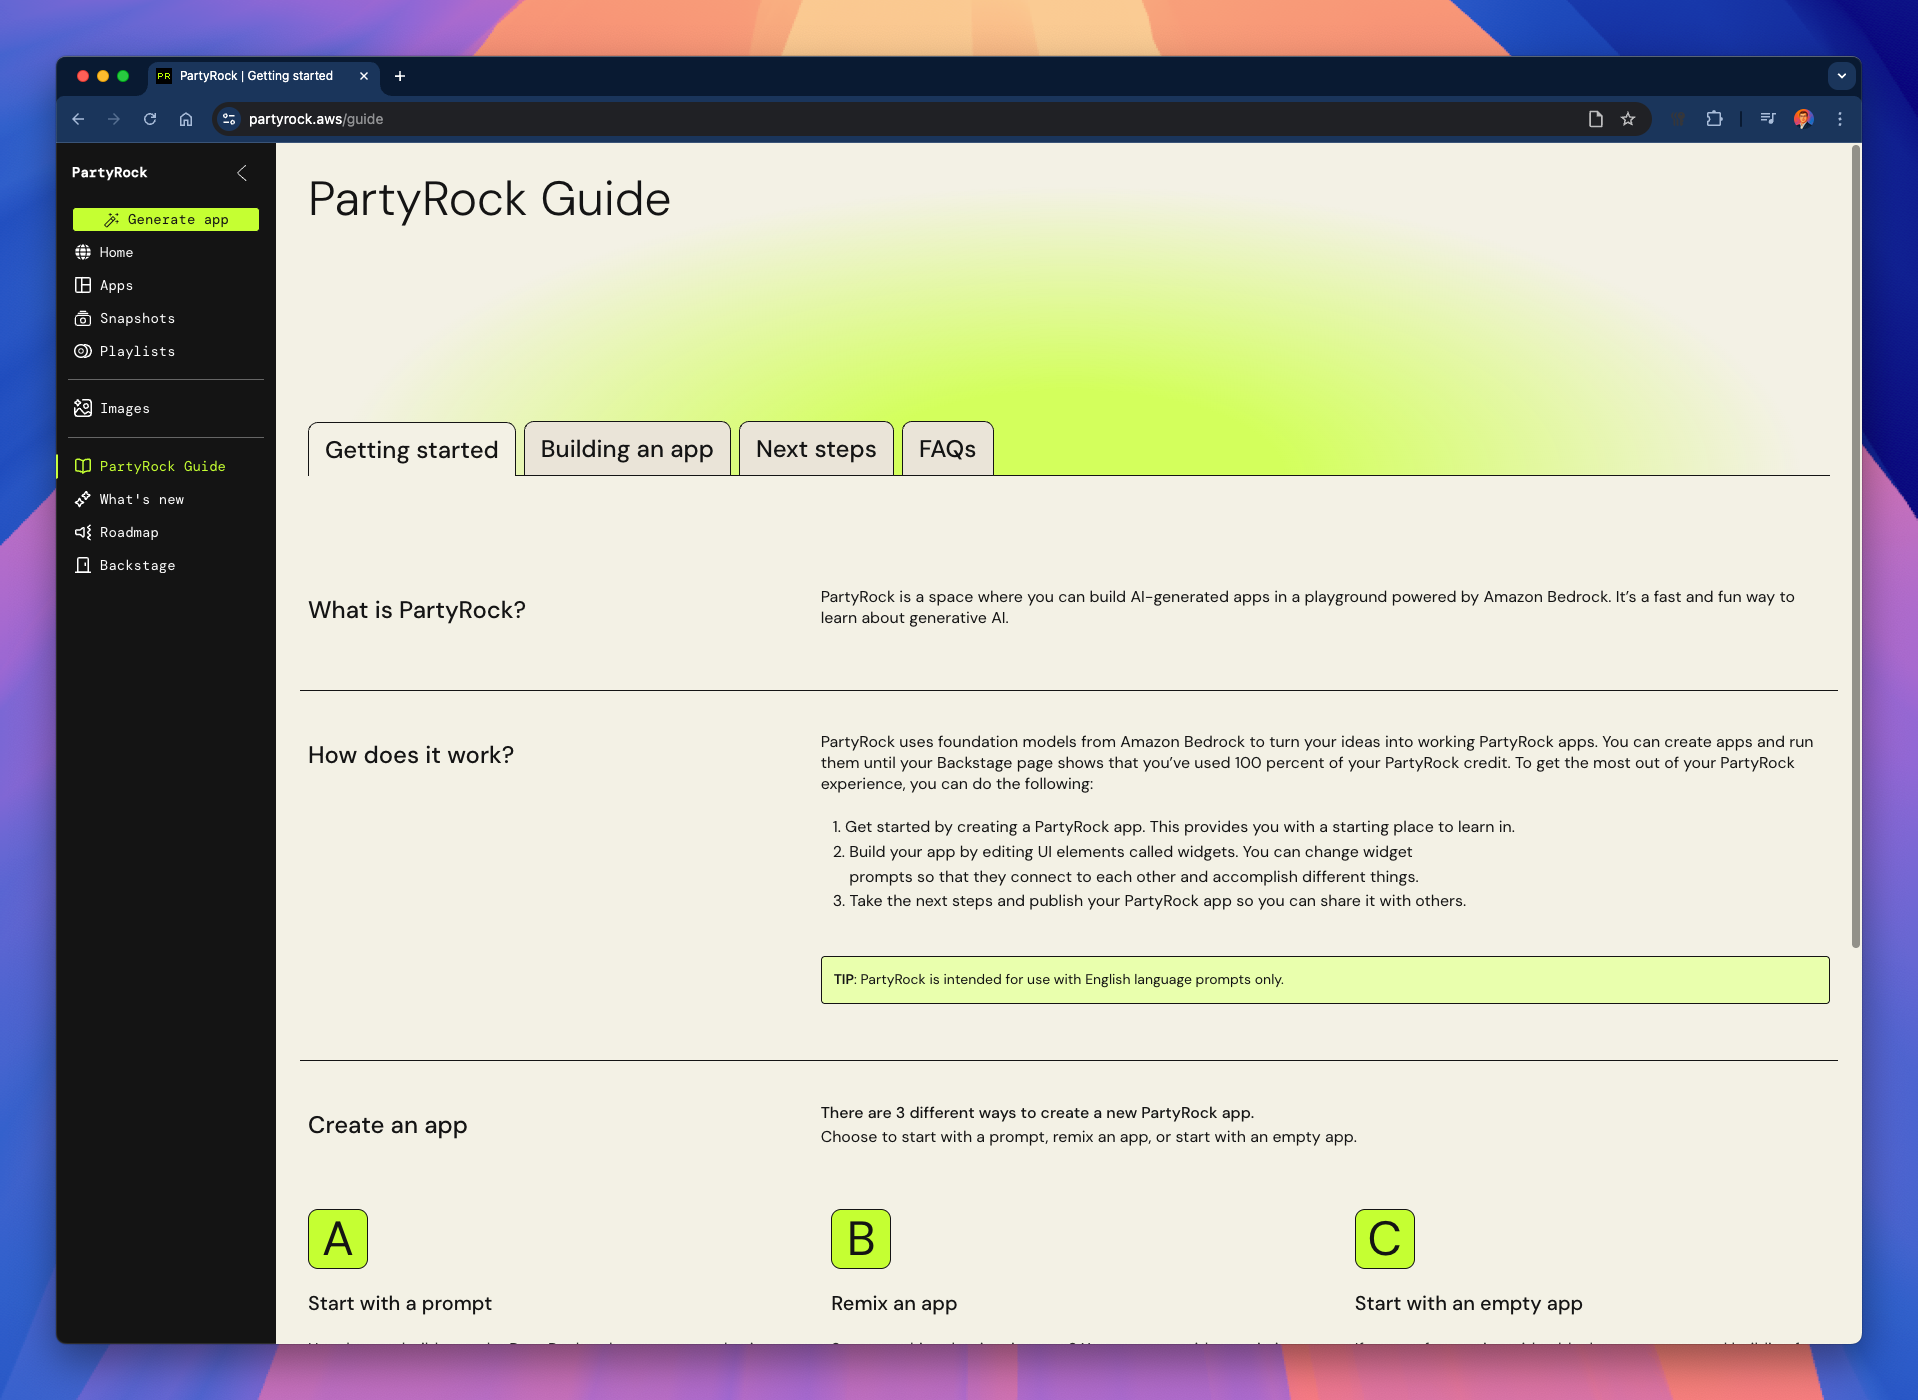 PR PartyRock | Getting started
partyrock.aws/guide
PartyRock
Generate app
Home
Apps
Snapshots
Playlists
Images
PartyRock Guide
What's new
Roadmap
Backstage
PartyRock Guide
Getting started
Building an app
Next steps
FAQs
What is PartyRock?
PartyRock is a space where you can build AI-generated apps in a playground powered by Amazon Bedrock. It's a fast and fun way to
learn about generative AI.
How does it work?
PartyRock uses foundation models from Amazon Bedrock to turn your ideas into working PartyRock apps. You can create apps and run
them until your Backstage page shows that you've used 100 percent of your PartyRock credit. To get the most out of your PartyRock
experience, you can do the following:
1. Get started by creating a PartyRock app. This provides you with a starting place to learn in.
2. Build your app by editing UI elements called widgets. You can change widget
prompts so that they connect to each other and accomplish different things.
3. Take the next steps and publish your PartyRock app so you can share it with others.
TIP: PartyRock is intended for use with English language prompts only.
Create an app
There are 3 different ways to create a new PartyRock app.
Choose to start with a prompt, remix an app, or start with an empty app.
A
Start with a prompt
B
Remix an app
C
Start with an empty app